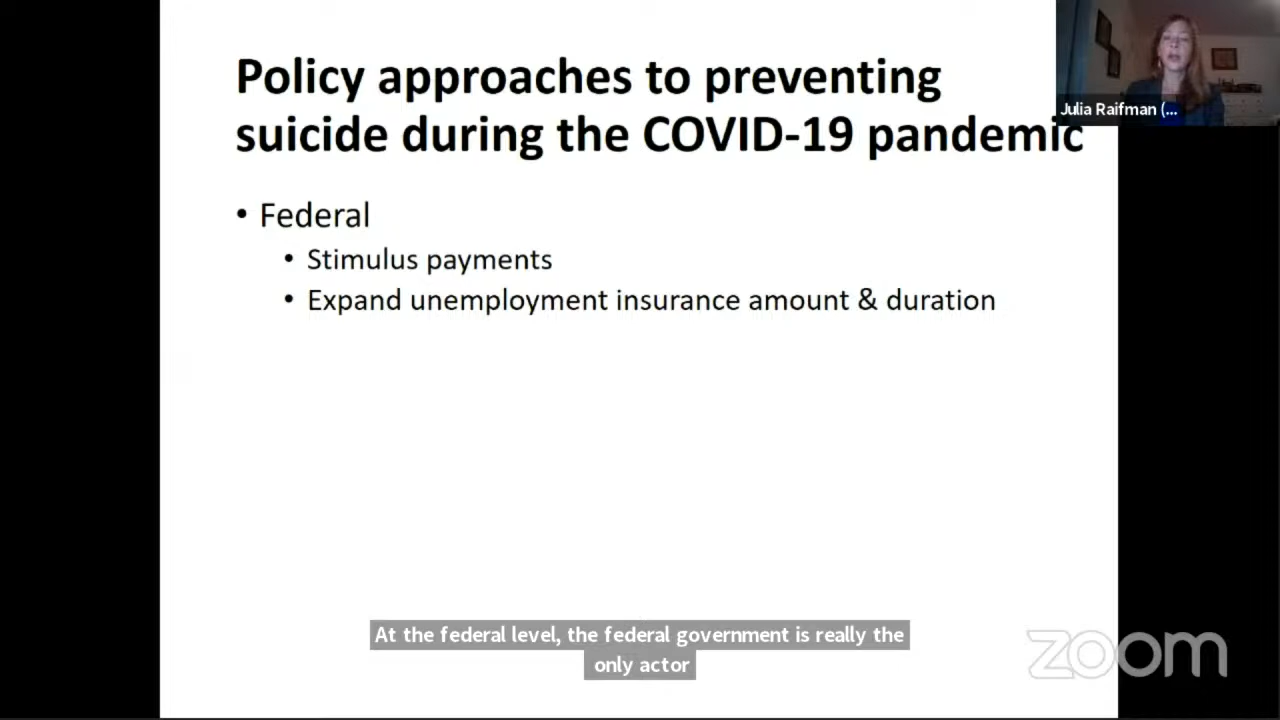 Policy approaches to preventing
suicide during the COVID-19 pandemic
• Federal
• Stimulus payments
• Expand unemployment insurance amount & duration
Julia Raifman (...
At the federal level, the federal government is really the
only actor
zoom